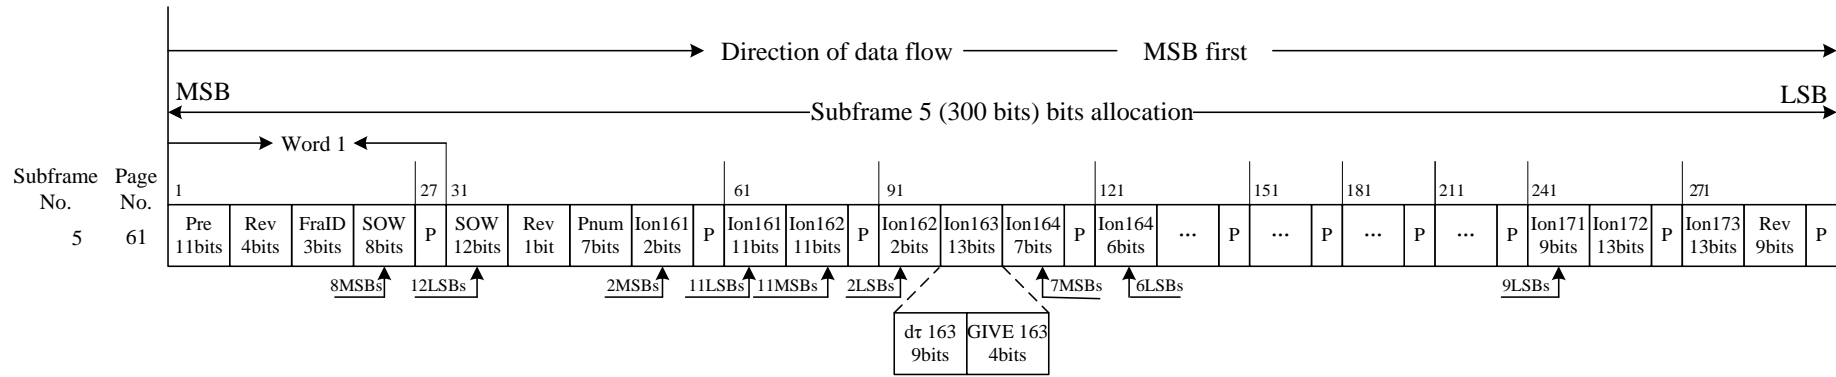 Direction of data flow MSB first
MSB LSB
Subframe 5 (300 bits) bits allocation
Word 1
Subframe Page
No. No.
1 27 31 61 91 121 151 181 211 241 271
Pre Rev FraID SOW P SOW Rev Pnum Ion161 P Ion161 Ion162 P Ion162 Ion163 Ion164 P Ion164 ... P ... P ... P ... P Ion171 Ion172 P Ion173 Rev P
5 61 11bits 4bits 3bits 8bits 12bits 1bit 7bits 2bits 11bits 11bits 2bits 13bits 7bits 6bits 9bits 13bits 13bits 9bits
8MSBs 12LSBs 2MSBs 11LSBs 11MSBs 2LSBs 7MSBs 6LSBs 9LSBs
dτ 163 GIVE 163
9bits 4bits